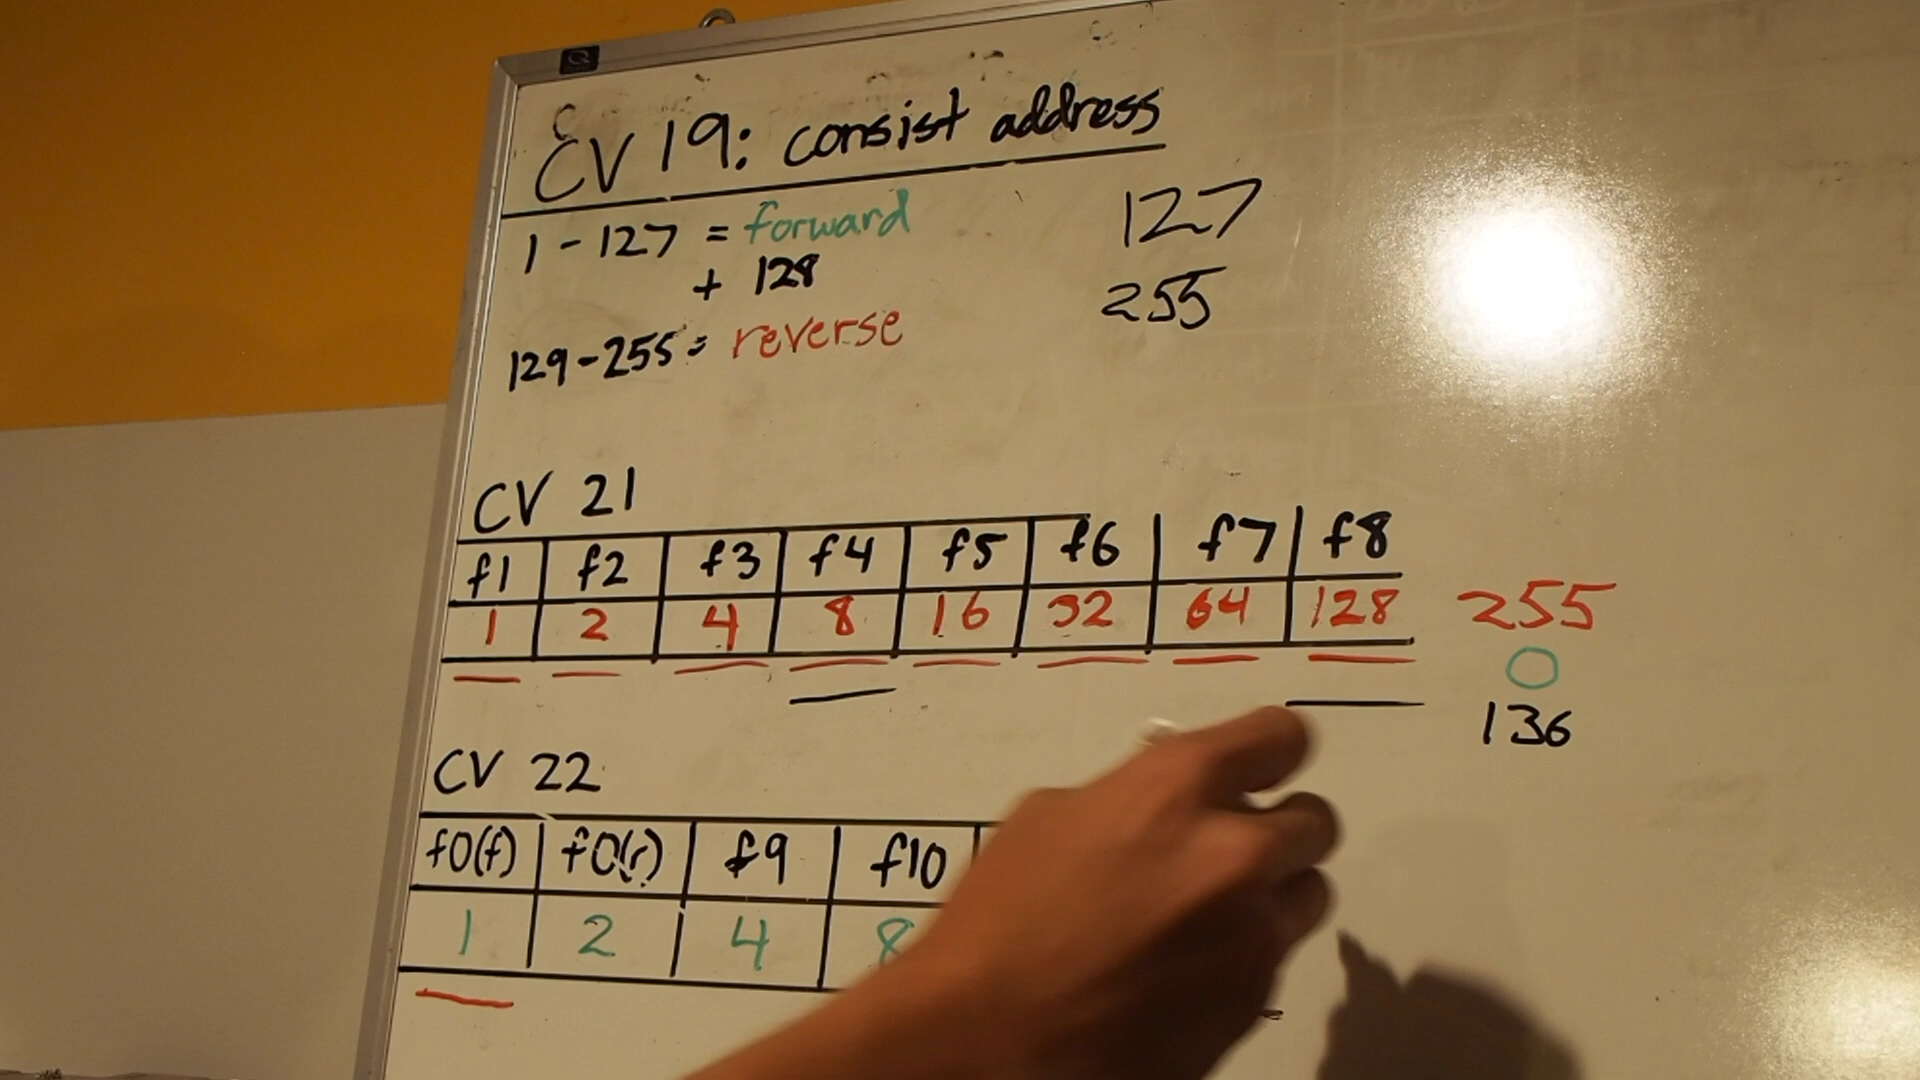 CV 19: consist address
1 - 127 = forward
+ 128
129 - 255 = reverse
127
255
CV 21
f1 f2 f3 f4 f5 f6 f7 f8
1 2 4 8 16 32 64 128
255
0
136
CV 22
f0(f) f0(r) f9 f10
1 2 4 8